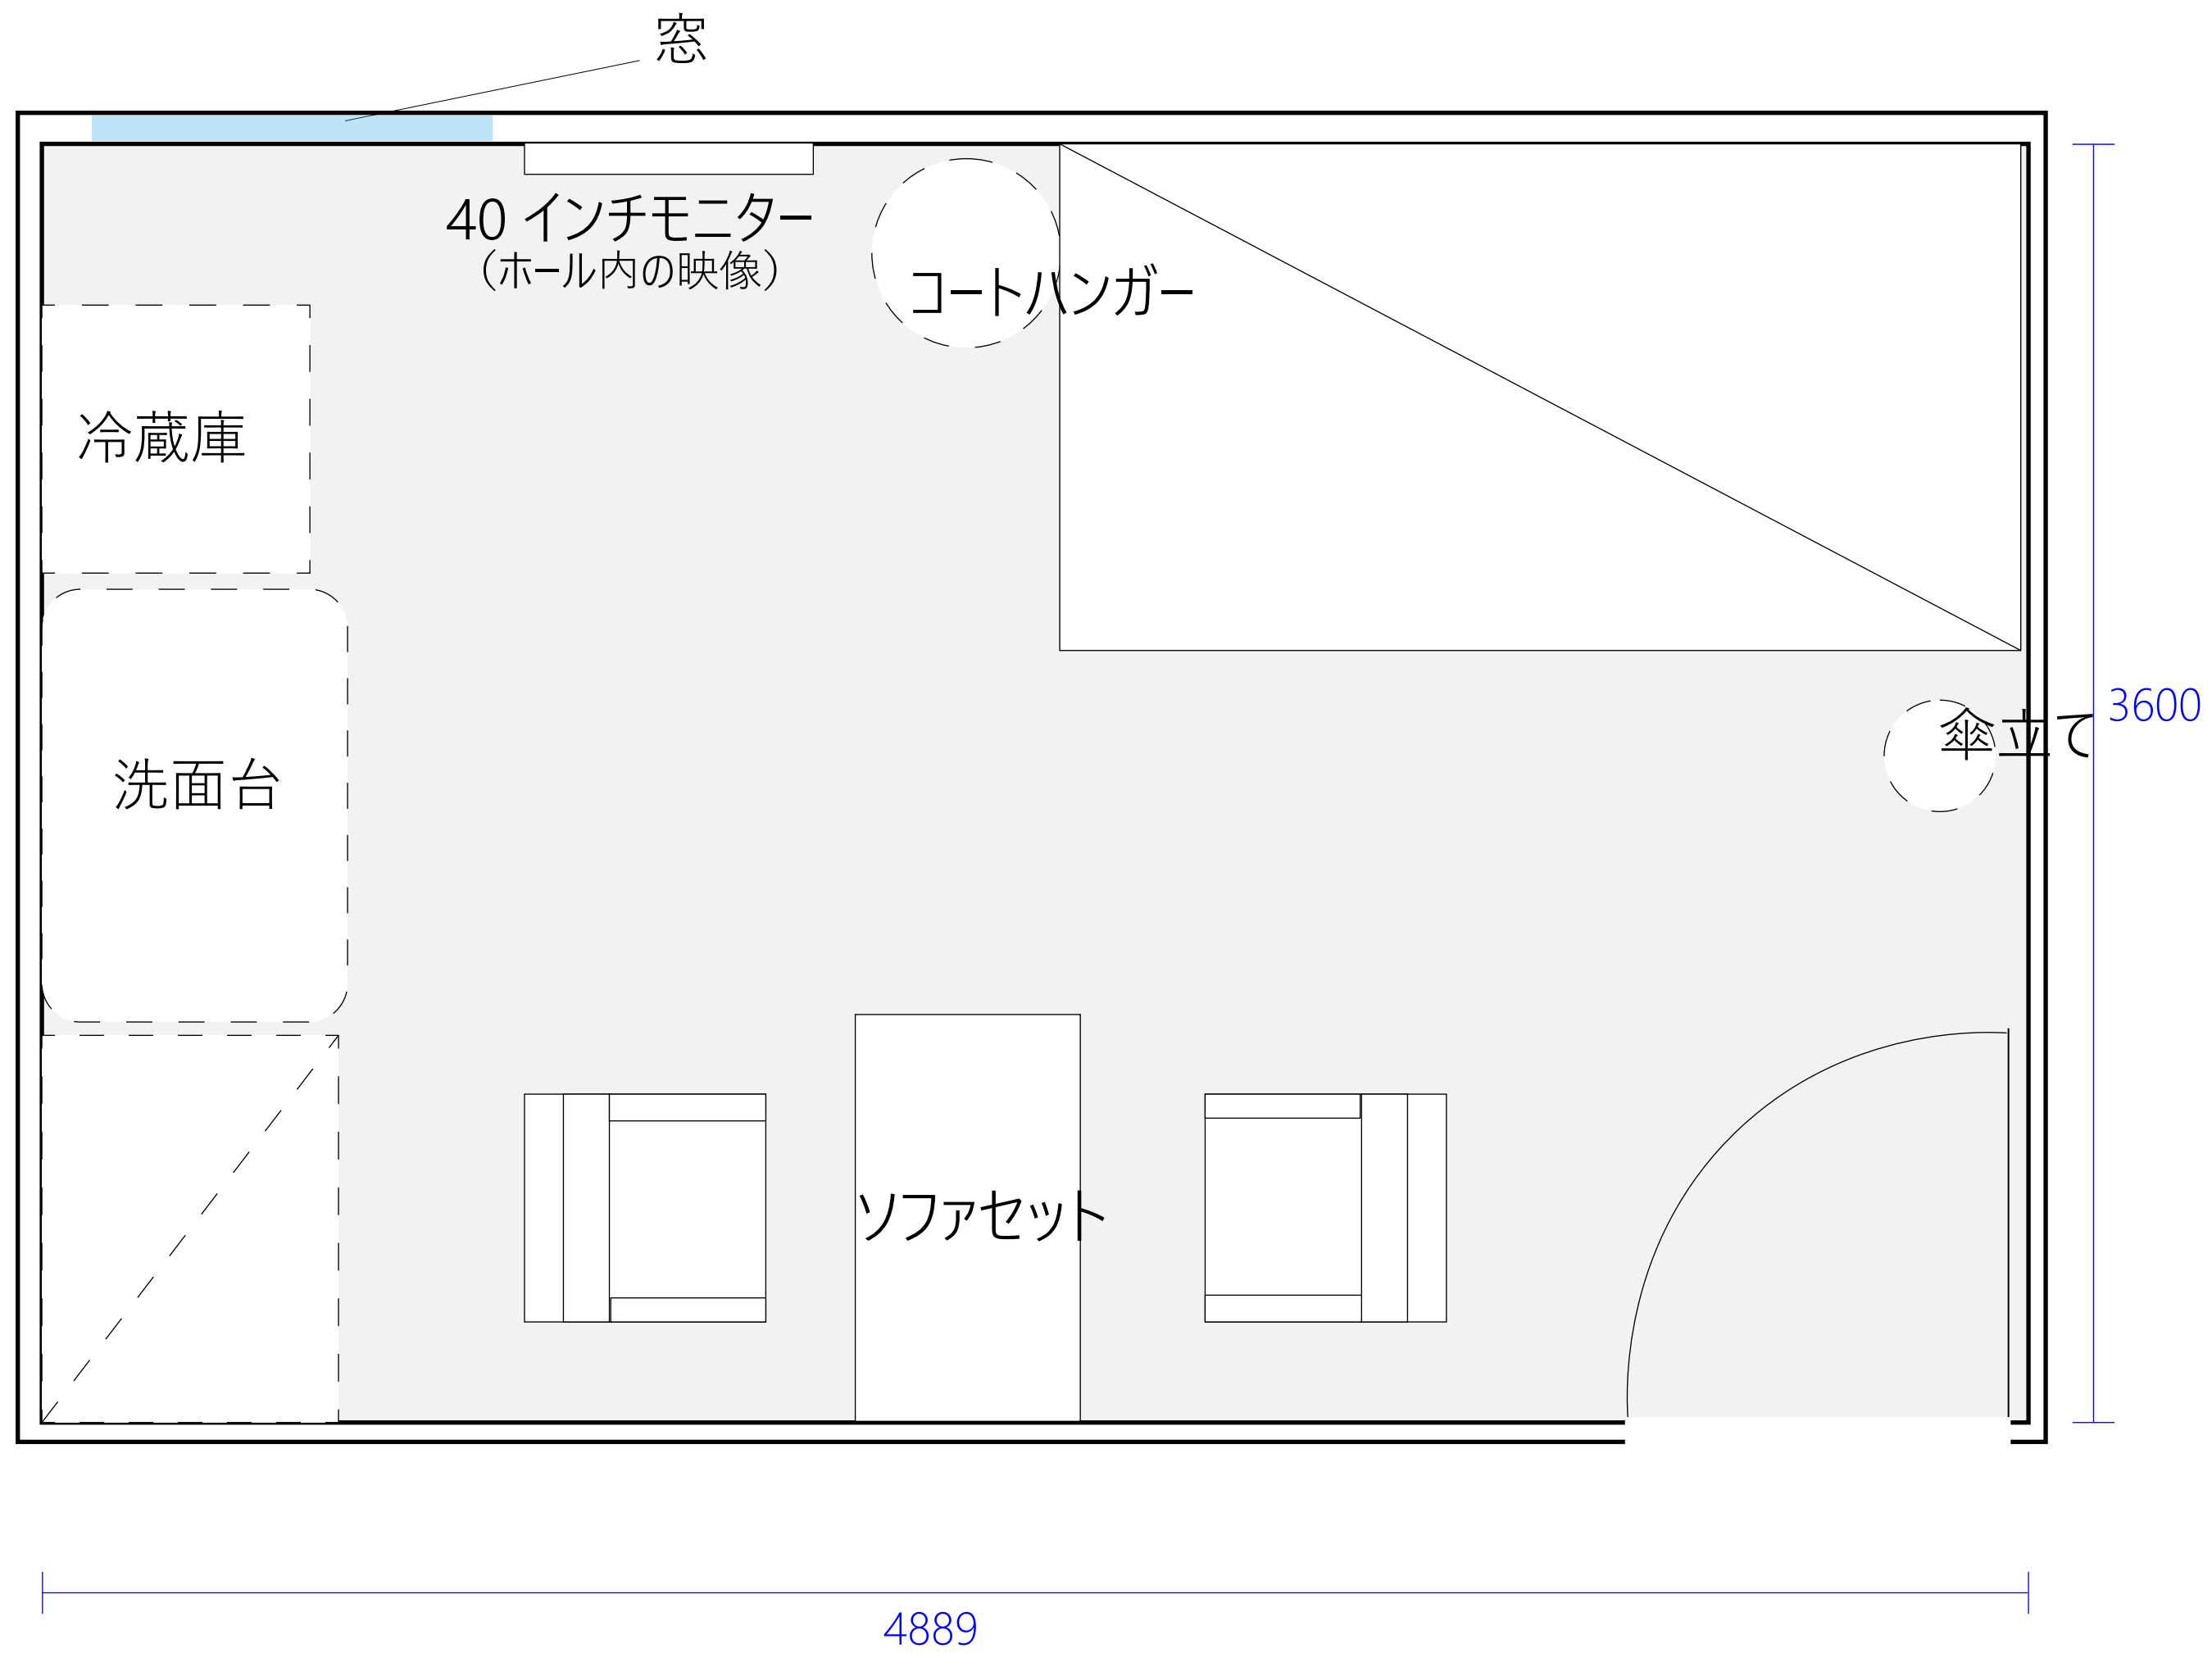 窓
40 インチモニター
（ホール内の映像）
コートハンガー
冷蔵庫
傘立て
3600
洗面台
ソファセット
4889